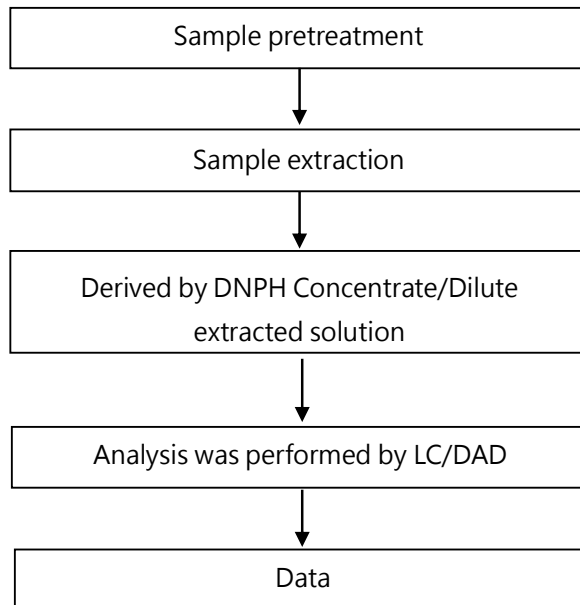 Sample pretreatment
Sample extraction
Derived by DNPH Concentrate/Dilute
extracted solution
Analysis was performed by LC/DAD
Data